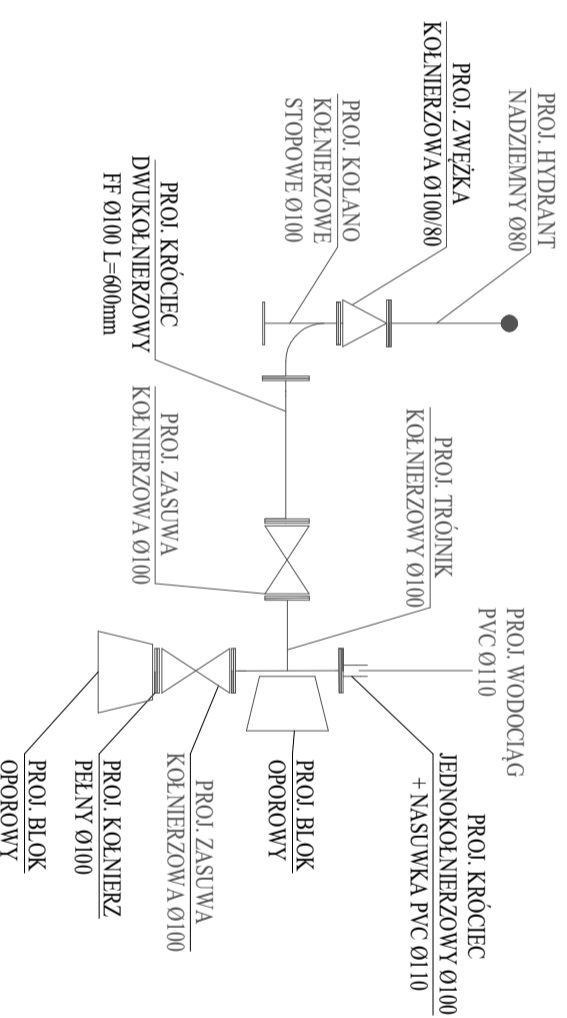 PROJ. HYDRANT
NADZIEMNY Ø80
PROJ. ZWĘŻKA
KOŁNIERZOWA Ø100/80
PROJ. KOLANO
KOŁNIERZOWE
STOPOWE Ø100
PROJ. KRÓCIEC
DWUKOŁNIERZOWY
FF Ø100 L=600mm
PROJ. TRÓJNIK
KOŁNIERZOWY Ø100
PROJ. ZASUWA
KOŁNIERZOWA Ø100
PROJ. WODOCIĄG
PVC Ø110
PROJ. KRÓCIEC
JEDNOKOŁNIERZOWY Ø100
+ NASUWKA PVC Ø110
PROJ. BLOK
OPOROWY
PROJ. ZASUWA
KOŁNIERZOWA Ø100
PROJ. KOŁNIERZ
PEŁNY Ø100
PROJ. BLOK
OPOROWY